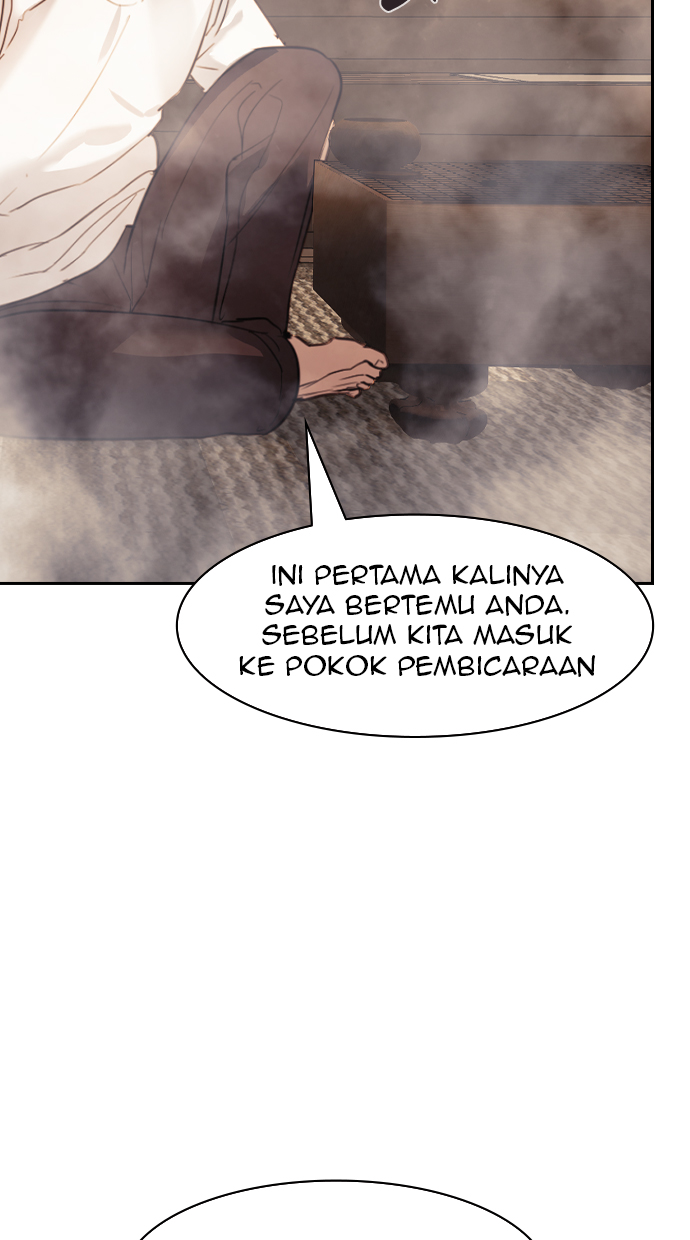 INI PERTAMA KALINYA
SAYA BERTEMU ANDA.
SEBELUM KITA MASUK
KE POKOK PEMBICARAAN